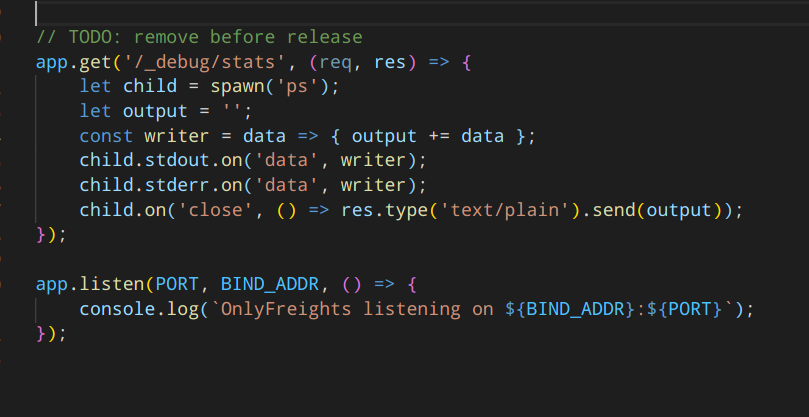 // TODO: remove before release
app.get('/_debug/stats', (req, res) => {
    let child = spawn('ps');
    let output = '';
    const writer = data => { output += data };
    child.stdout.on('data', writer);
    child.stderr.on('data', writer);
    child.on('close', () => res.type('text/plain').send(output));
});

app.listen(PORT, BIND_ADDR, () => {
    console.log(`OnlyFreights listening on ${BIND_ADDR}:${PORT}`);
});